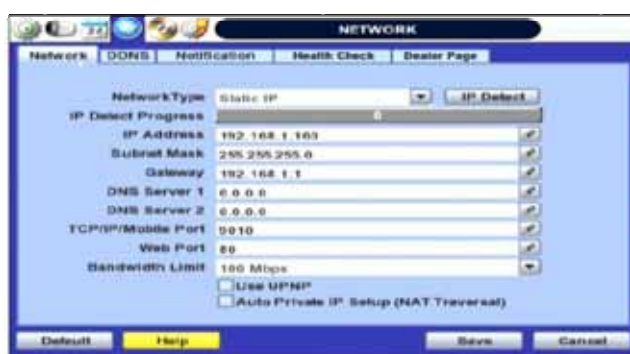 NETWORK
Network DDNS Notification Health Check Dealer Page
NetworkType Static IP IP Detect
IP Detect Progress 0
IP Address 192.168.1.163
Subnet Mask 255.255.255.0
Gateway 192.168.1.1
DNS Server 1 0.0.0.0
DNS Server 2 0.0.0.0
TCP/IP/Mobile Port 9010
Web Port 80
Bandwidth Limit 100 Mbps
Use UPNP
Auto Private IP Setup (NAT Traversal)
Default Help Save Cancel